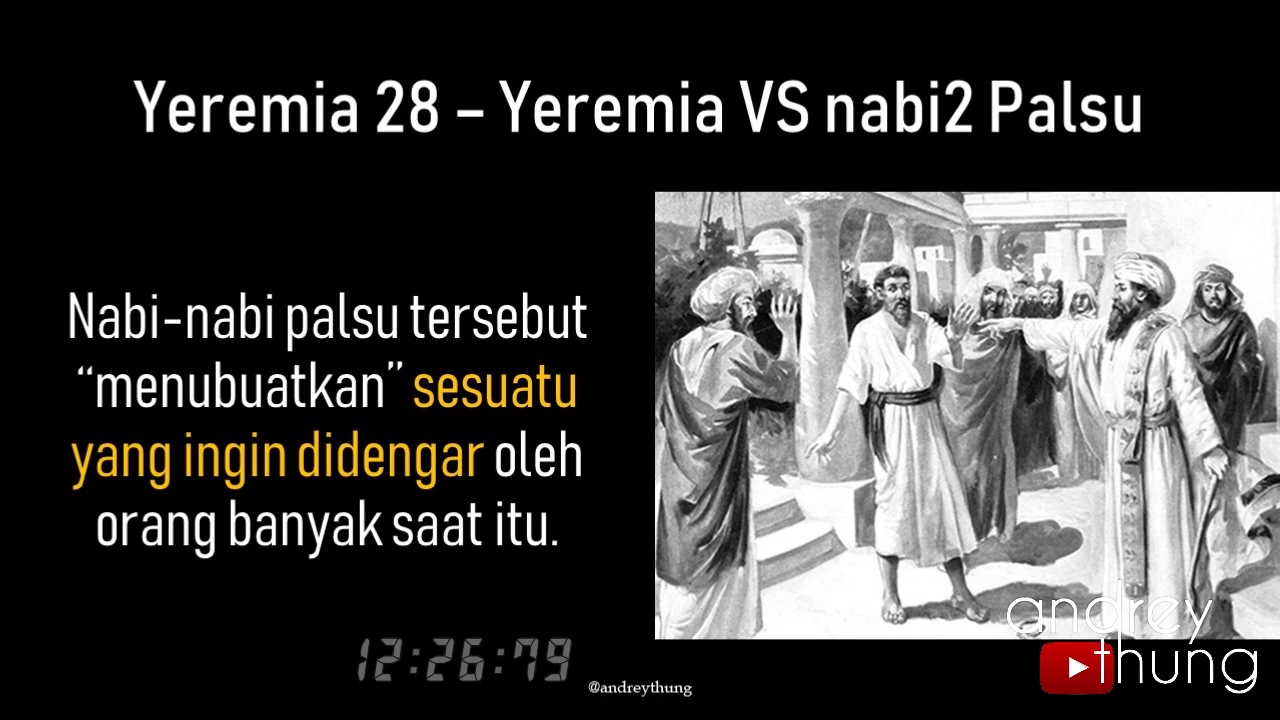 Yeremia 28 – Yeremia VS nabi2 Palsu
Nabi-nabi palsu tersebut
“menubuatkan” sesuatu
yang ingin didengar oleh
orang banyak saat itu.
12:26:79
@andreythung
andrey
thung